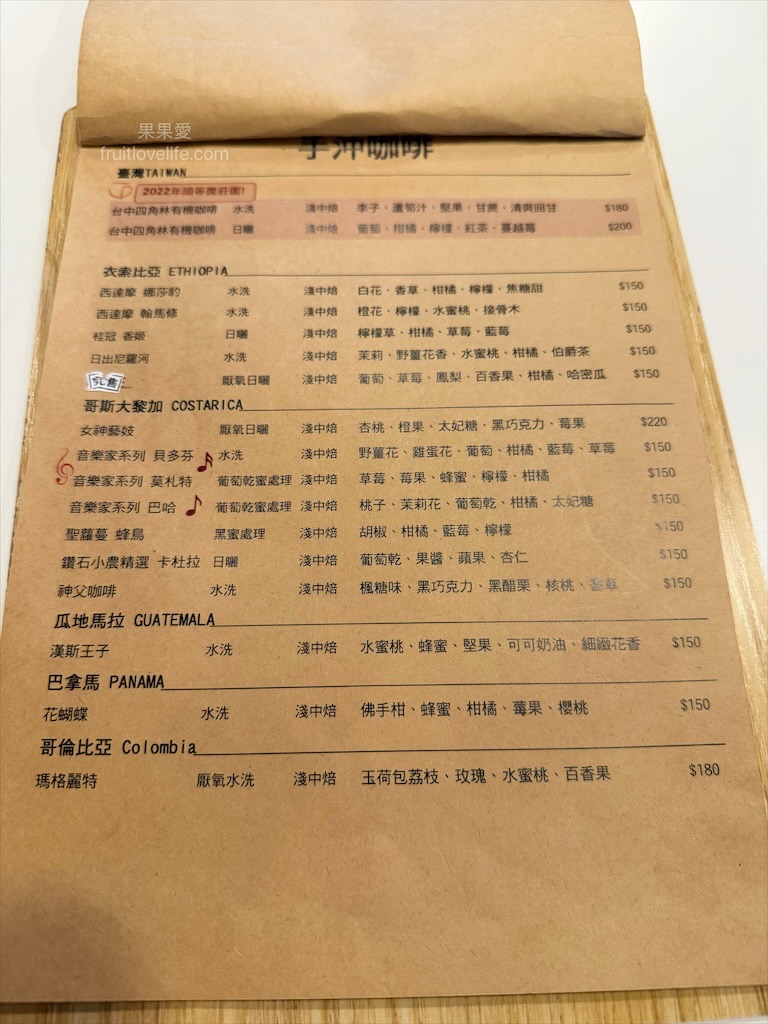 果果愛
fruitlovelife.com
手沖咖啡
臺灣TAIWAN
2022年頭等獎莊園!
台中四角林有機咖啡 水洗 淺中焙 李子、蘆萄汁、堅果、甘蔗、清爽回甘 $180
台中四角林有機咖啡 日曬 淺中焙 葡萄、柑橘、檸檬、紅茶、蔓越莓 $200
衣索比亞 ETHIOPIA
西達摩 娜莎豹 水洗 淺中焙 白花、香草、柑橘、檸檬、焦糖甜 $150
西達摩 翰馬修 水洗 淺中焙 橙花、檸檬、水蜜桃、接骨木 $150
桂冠 香姬 日曬 淺中焙 檸檬草、柑橘、草莓、藍莓 $150
日出尼羅河 水洗 淺中焙 茉莉、野薑花香、水蜜桃、柑橘、伯爵茶 $150
完售 厭氧日曬 淺中焙 葡萄、草莓、鳳梨、百香果、柑橘、哈密瓜 $150
哥斯大黎加 COSTARICA
女神藝妓 厭氧日曬 淺中焙 杏桃、橙果、太妃糖、黑巧克力、莓果 $220
音樂家系列 貝多芬 水洗 淺中焙 野薑花、雞蛋花、葡萄、柑橘、藍莓、草莓 $150
音樂家系列 莫札特 葡萄乾蜜處理 淺中焙 草莓、莓果、蜂蜜、檸檬、柑橘 $150
音樂家系列 巴哈 葡萄乾蜜處理 淺中焙 桃子、茉莉花、葡萄乾、柑橘、太妃糖 $150
聖蘿蔓 蜂鳥 黑蜜處理 淺中焙 胡椒、柑橘、藍莓、檸檬 $150
鑽石小農精選 卡杜拉 日曬 淺中焙 葡萄乾、果醬、蘋果、杏仁 $150
神父咖啡 水洗 淺中焙 楓糖味、黑巧克力、黑醋栗、核桃、香草 $150
瓜地馬拉 GUATEMALA
漢斯王子 水洗 淺中焙 水蜜桃、蜂蜜、堅果、可可奶油、細緻花香 $150
巴拿馬 PANAMA
花蝴蝶 水洗 淺中焙 佛手柑、蜂蜜、柑橘、莓果、櫻桃 $150
哥倫比亞 Colombia
瑪格麗特 厭氧水洗 淺中焙 玉荷包荔枝、玫瑰、水蜜桃、百香果 $180